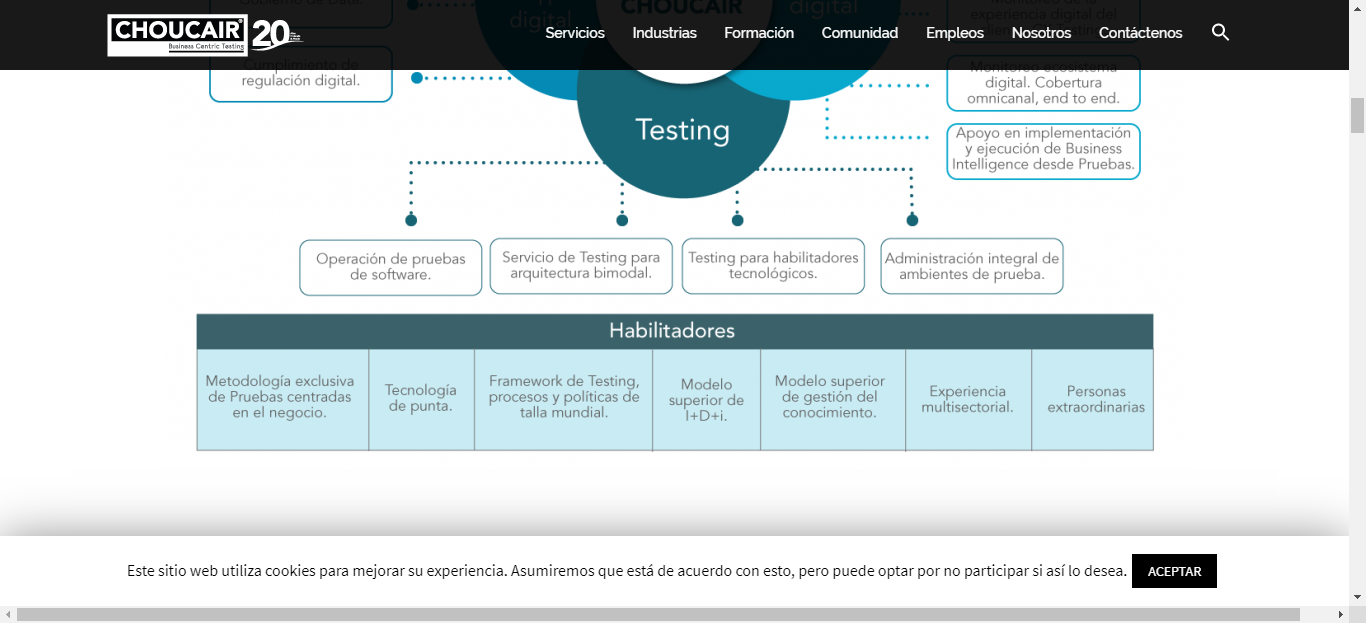 CHOUCAIR
Business Centric Testing
20
Servicios
Industrias
Formación
Comunidad
Empleos
Nosotros
Contáctenos
digital
CHOUCAIR
digital
experiencia digital del
Cumplimiento de
regulación digital.
Monitoreo ecosistema
digital. Cobertura
omnicanal, end to end.
Testing
Apoyo en implementación
y ejecución de Business
Intelligence desde Pruebas.
Operación de pruebas
de software.
Servicio de Testing para
arquitectura bimodal.
Testing para habilitadores
tecnológicos.
Administración integral de
ambientes de prueba.
Habilitadores
Metodología exclusiva
de Pruebas centradas
en el negocio.
Tecnología
de punta.
Framework de Testing,
procesos y políticas de
talla mundial.
Modelo
superior de
I+D+i.
Modelo superior
de gestión del
conocimiento.
Experiencia
multisectorial.
Personas
extraordinarias
Este sitio web utiliza cookies para mejorar su experiencia. Asumiremos que está de acuerdo con esto, pero puede optar por no participar si así lo desea.
ACEPTAR